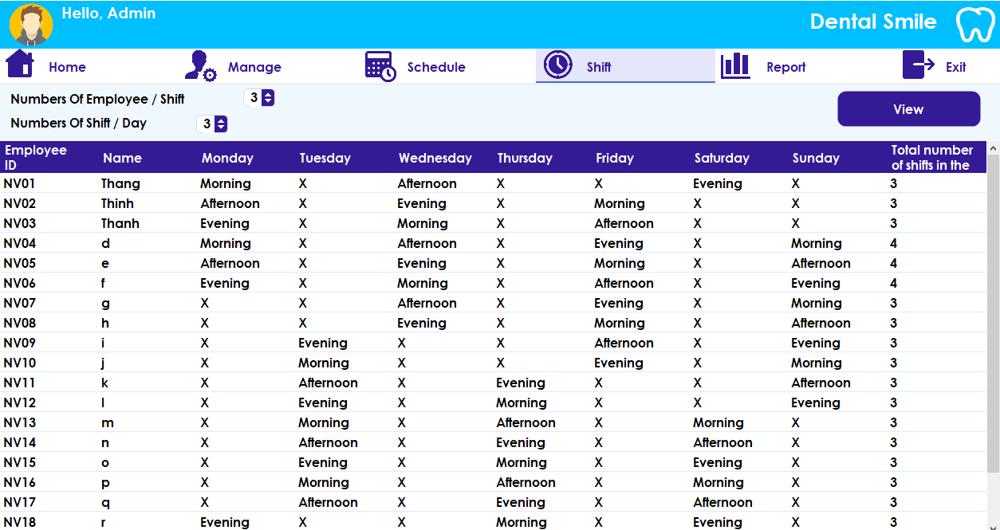 Hello, Admin
Dental Smile
Home Manage Schedule Shift Report Exit
Numbers Of Employee / Shift 3
Numbers Of Shift / Day 3
View
Employee ID Name Monday Tuesday Wednesday Thursday Friday Saturday Sunday Total number of shifts in the
NV01 Thang Morning X Afternoon X X Evening X 3
NV02 Thinh Afternoon X Evening X Morning X X 3
NV03 Thanh Evening X Morning X Afternoon X X 3
NV04 d Morning X Afternoon X Evening X Morning 4
NV05 e Afternoon X Evening X Morning X Afternoon 4
NV06 f Evening X Morning X Afternoon X Evening 4
NV07 g X X Afternoon X Evening X Morning 3
NV08 h X X Evening X Morning X Afternoon 3
NV09 i X Evening X X Afternoon X Evening 3
NV10 j X Morning X X Evening X Morning 3
NV11 k X Afternoon X Evening X X Afternoon 3
NV12 l X Evening X Morning X X Evening 3
NV13 m X Morning X Afternoon X Morning X 3
NV14 n X Afternoon X Evening X Afternoon X 3
NV15 o X Evening X Morning X Evening X 3
NV16 p X Morning X Afternoon X Morning X 3
NV17 q X Afternoon X Evening X Afternoon X 3
NV18 r Evening X X Morning X Evening X 3